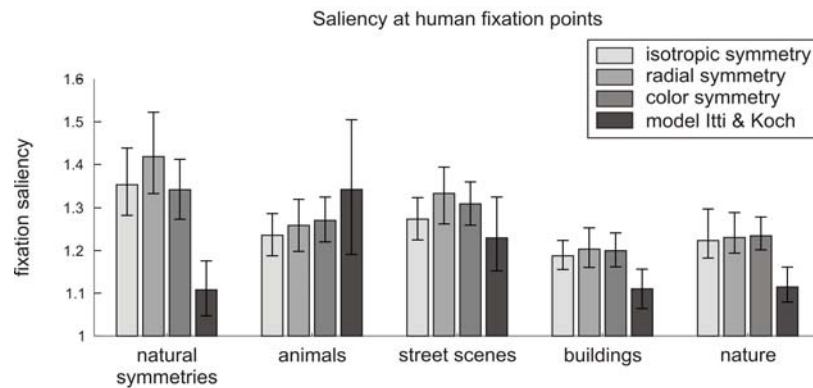 Saliency at human fixation points
isotropic symmetry
radial symmetry
color symmetry
model Itti & Koch
fixation saliency
1.6
1.5
1.4
1.3
1.2
1.1
1
natural
symmetries
animals
street scenes
buildings
nature